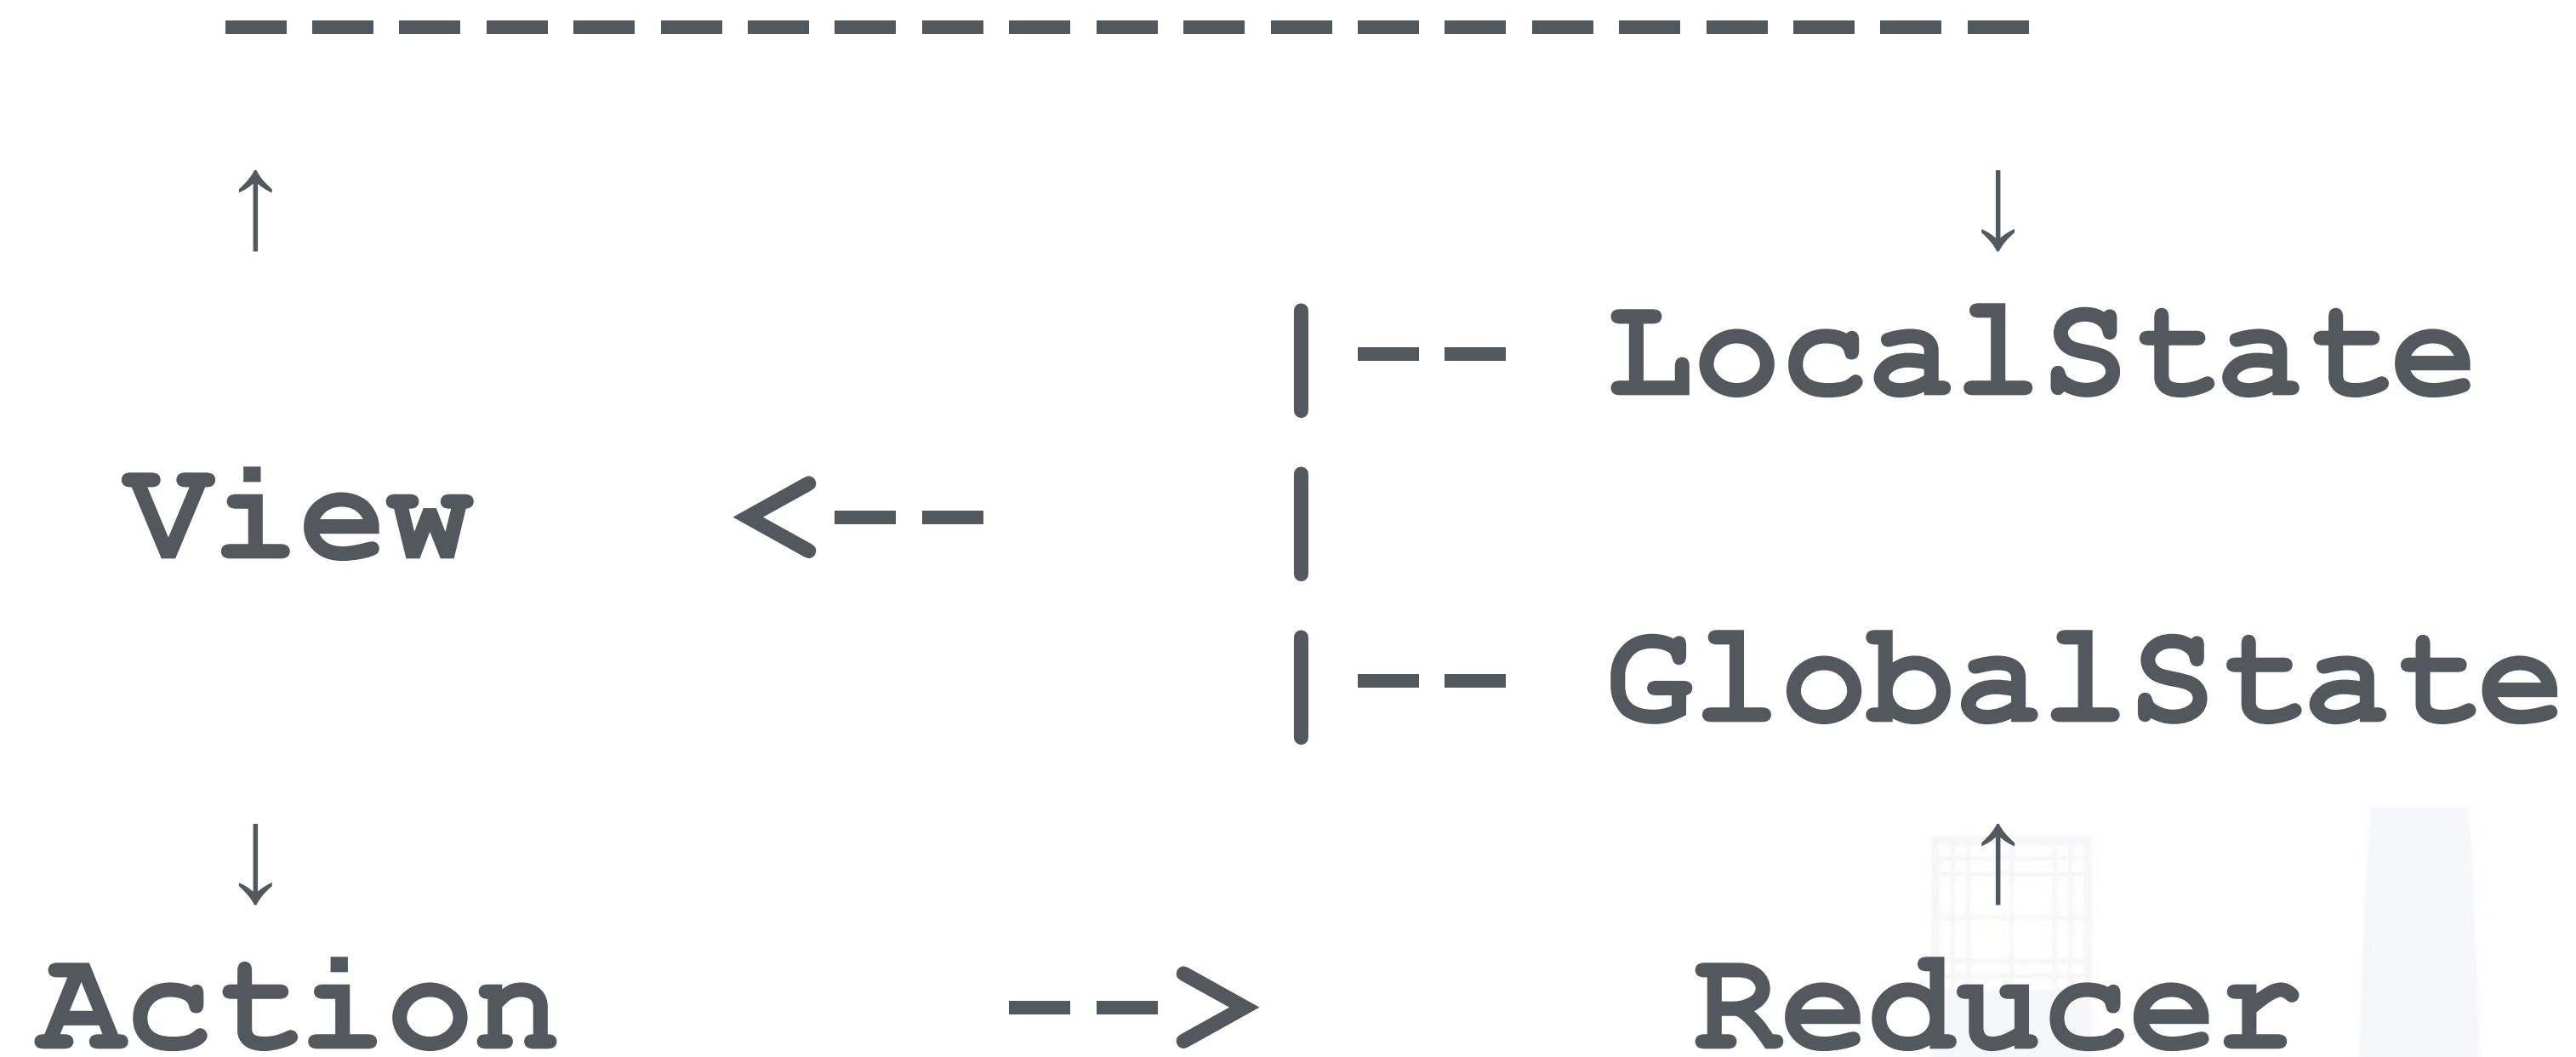 ---------------------
↑ ↓
|-- LocalState
View <-- |
|-- GlobalState
↓ ↑
Action --> Reducer